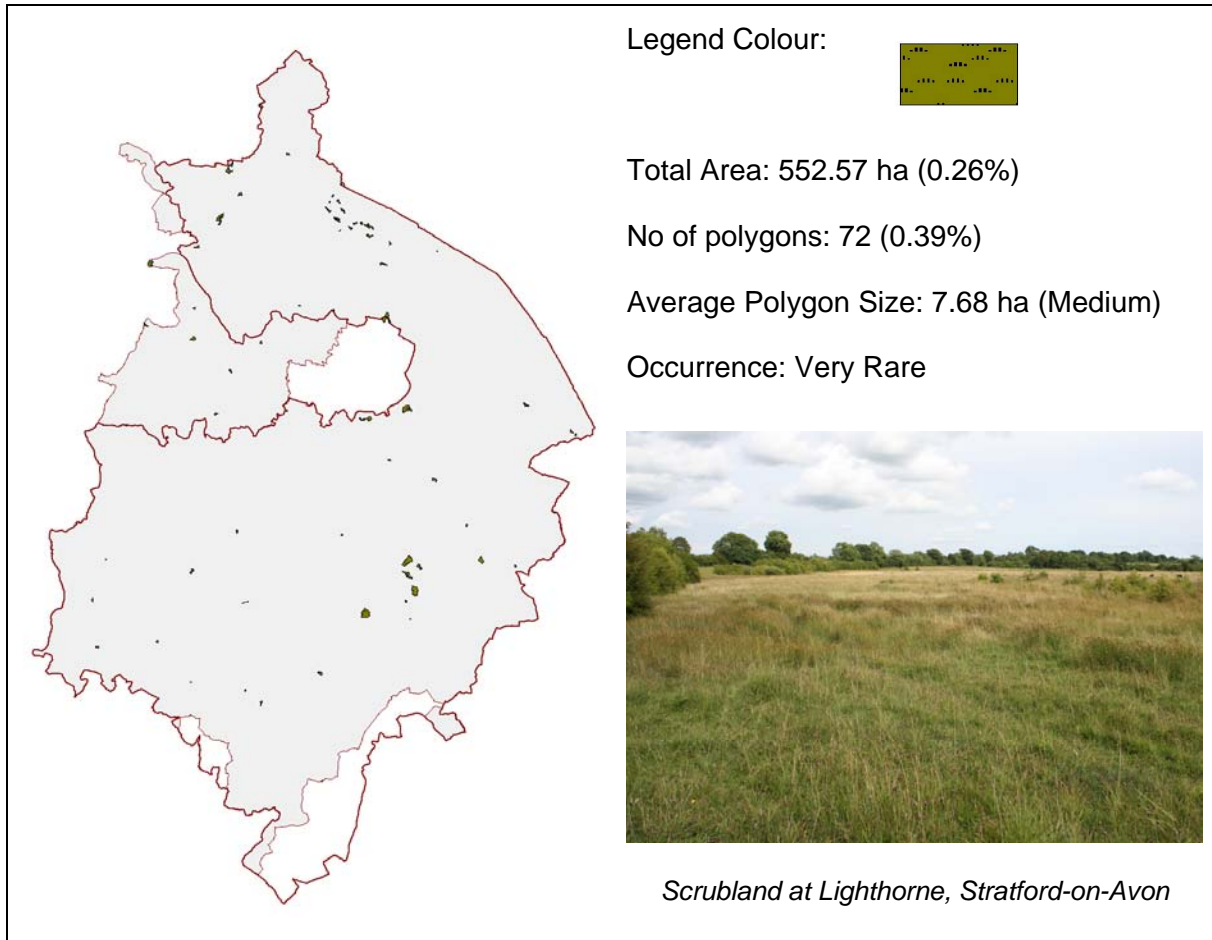 Legend Colour:
Total Area: 552.57 ha (0.26%)
No of polygons: 72 (0.39%)
Average Polygon Size: 7.68 ha (Medium)
Occurrence: Very Rare
Scrubland at Lighthorne, Stratford-on-Avon